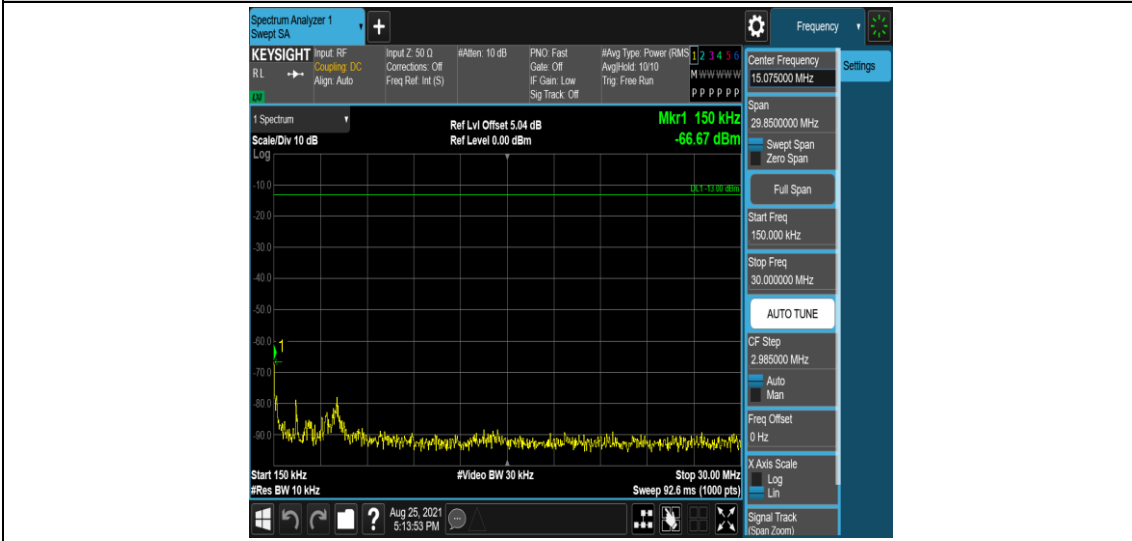 Spectrum Analyzer 1
Swept SA
+
Frequency
KEYSIGHT
RL
LW
Input: RF
Coupling: DC
Align: Auto
Input Z: 50 Ω
Corrections: Off
Freq Ref: Int (S)
#Atten: 10 dB
PNO: Fast
Gate: Off
IF Gain: Low
Sig Track: Off
#Avg Type: Power (RMS
Avg|Hold: 10/10
Trig: Free Run
1 2 3 4 5 6
M W W W W W
P P P P P P
1 Spectrum
Scale/Div 10 dB
Log
Ref Lvl Offset 5.04 dB
Ref Level 0.00 dBm
Mkr1 150 kHz
-66.67 dBm
DL1 -13.00 dBm
-10.0
-20.0
-30.0
-40.0
-50.0
-60.0
1
-70.0
-80.0
-90.0
Start 150 kHz
#Video BW 30 kHz
Stop 30.00 MHz
#Res BW 10 kHz
Sweep 92.6 ms (1000 pts)
Center Frequency
15.075000 MHz
Settings
Span
29.8500000 MHz
Swept Span
Zero Span
Full Span
Start Freq
150.000 kHz
Stop Freq
30.000000 MHz
AUTO TUNE
CF Step
2.985000 MHz
Auto
Man
Freq Offset
0 Hz
X Axis Scale
Log
Lin
Signal Track
(Span Zoom)
?
Aug 25, 2021
5:13:53 PM